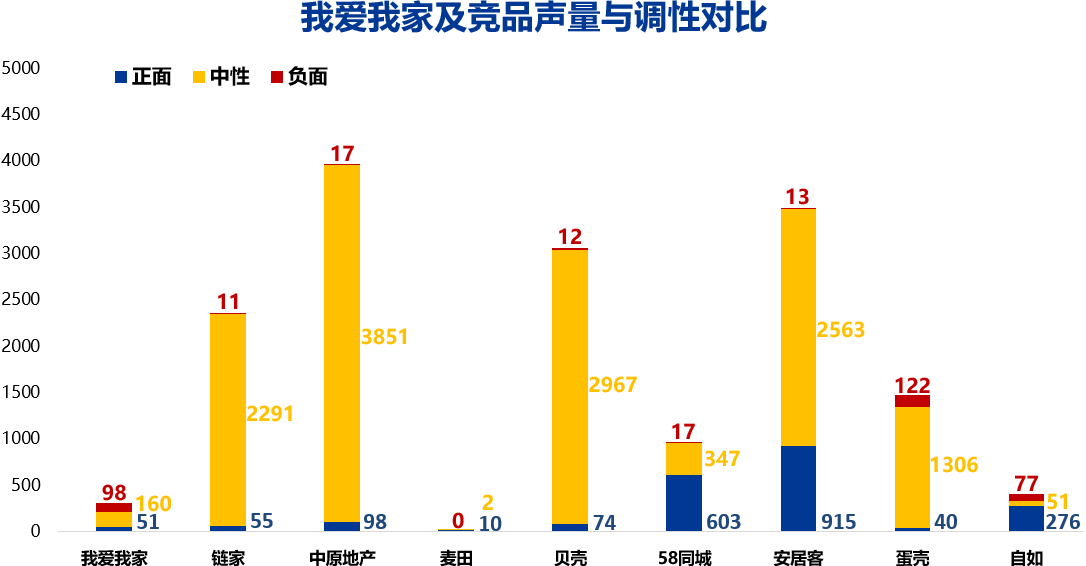 我爱我家及竞品声量与调性对比
正面 中性 负面
5000
4500
4000
3500
3000
2500
2000
1500
1000
500
0
98 160 51
11 2291 55
17 3851 98
0 2 10
12 2967 74
17 347 603
13 2563 915
122 1306 40
77 51 276
我爱我家 链家 中原地产 麦田 贝壳 58同城 安居客 蛋壳 自如